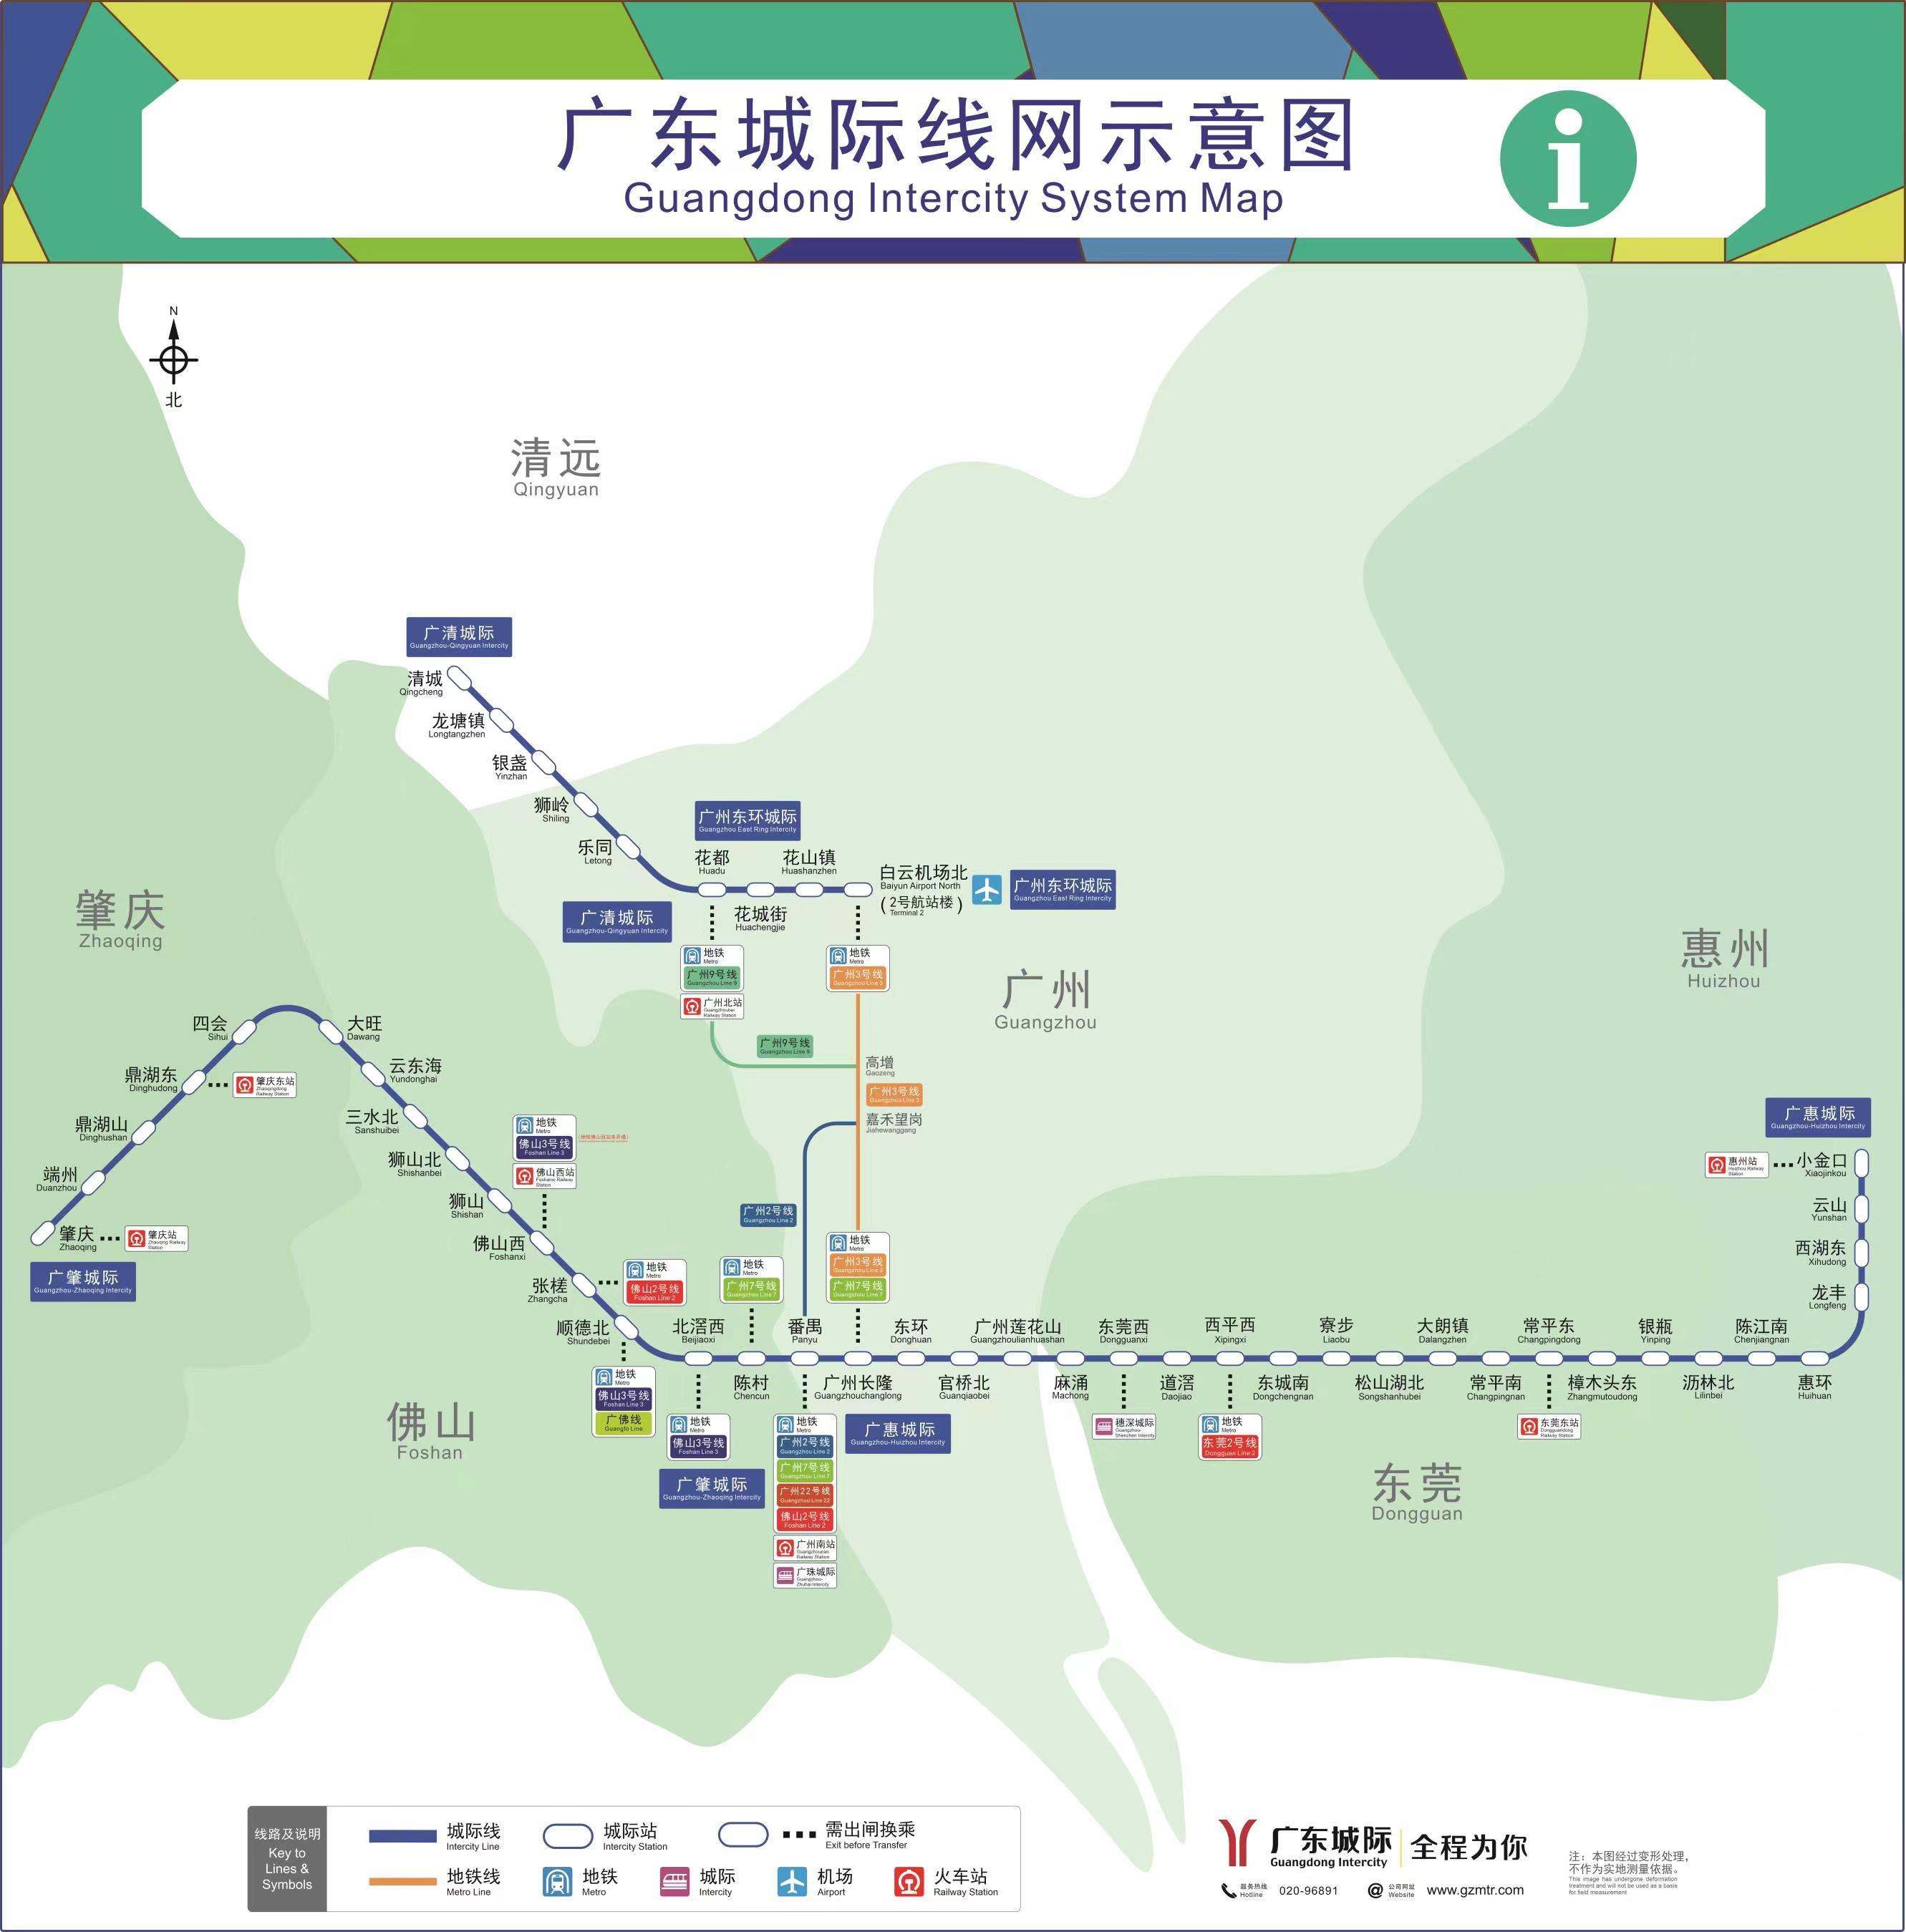 广东城际线网示意图
Guangdong Intercity System Map
N
北
清远
Qingyuan
广清城际
Guangzhou-Qingyuan Intercity
清城
Qingcheng
龙塘镇
Longtangzhen
银盏
Yinzhan
狮岭
Shiling
乐同
Letong
广州东环城际
Guangzhou East Ring Intercity
花都
Huadu
花山镇
Huashanzhen
白云机场北
Baiyun Airport North
(2号航站楼)
Terminal 2
广州东环城际
Guangzhou East Ring Intercity
广清城际
Guangzhou-Qingyuan Intercity
花城街
Huachengjie
地铁
Metro
广州9号线
Guangzhou Line 9
广州北站
Guangzhoubei
Railway Station
地铁
Metro
广州3号线
Guangzhou Line 3
肇庆
Zhaoqing
广州
Guangzhou
惠州
Huizhou
广州9号线
Guangzhou Line 9
高增
Gaozeng
广州3号线
Guangzhou Line 3
嘉禾望岗
Jiahewanggang
四会
Sihui
大旺
Dawang
鼎湖东
Dinghudong
肇庆东站
Zhaoqingdong
Railway Station
云东海
Yundonghai
鼎湖山
Dinghushan
三水北
Sanshuibei
狮山北
Shishanbei
端州
Duanzhou
狮山
Shishan
肇庆
Zhaoqing
肇庆站
Zhaoqing Railway
Station
广肇城际
Guangzhou-Zhaoqing Intercity
地铁
Metro
佛山3号线
Foshan Line 3
佛山西站
Foshanxi Railway
Station
佛山西
Foshanxi
张槎
Zhangcha
地铁
Metro
佛山2号线
Foshan Line 2
顺德北
Shundebei
广州2号线
Guangzhou Line 2
地铁
Metro
广州7号线
Guangzhou Line 7
地铁
Metro
广州3号线
Guangzhou Line 3
广州7号线
Guangzhou Line 7
广惠城际
Guangzhou-Huizhou Intercity
惠州站
Huizhou Railway
Station
小金口
Xiaojinkou
云山
Yunshan
西湖东
Xihudong
龙丰
Longfeng
北滘西
Beijiaoxi
番禺
Panyu
东环
Donghuan
广州莲花山
Guangzhoulianhuashan
东莞西
Dongguanxi
西平西
Xipingxi
寮步
Liaobu
大朗镇
Dalangzhen
常平东
Changpingdong
银瓶
Yinping
陈江南
Chenjiangnan
陈村
Chencun
广州长隆
Guangzhouchanglong
官桥北
Guanqiaobei
麻涌
Machong
道滘
Daojiao
东城南
Dongchengnan
松山湖北
Songshanhubei
常平南
Changpingnan
樟木头东
Zhangmutoudong
沥林北
Lilinbei
惠环
Huihuan
地铁
Metro
佛山3号线
Foshan Line 3
广佛线
Guangfo Line
地铁
Metro
佛山3号线
Foshan Line 3
广肇城际
Guangzhou-Zhaoqing Intercity
地铁
Metro
广州2号线
Guangzhou Line 2
广州7号线
Guangzhou Line 7
广州22号线
Guangzhou Line 22
佛山2号线
Foshan Line 2
广州南站
Guangzhounan
Railway Station
广珠城际
Guangzhou-
Zhuhai Intercity
广惠城际
Guangzhou-Huizhou Intercity
穗深城际
Guangzhou-
Shenzhen Intercity
地铁
Metro
东莞2号线
Dongguan Line 2
东莞东站
Dongguandong
Railway Station
佛山
Foshan
东莞
Dongguan
线路及说明
Key to
Lines &
Symbols
城际线
Intercity Line
城际站
Intercity Station
需出闸换乘
Exit before Transfer
地铁线
Metro Line
地铁
Metro
城际
Intercity
机场
Airport
火车站
Railway Station
广东城际 全程为你
Guangdong Intercity
服务热线
Hotline
020-96891
@
公司网址
Website
www.gzmtr.com
注：本图经过变形处理，
不作为实地测量依据。
This image has undergone deformation
treatment and will not be used as a basis
for field measurement